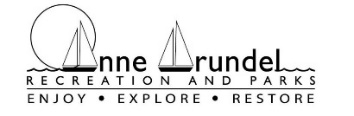 Anne Arundel
RECREATION AND PARKS
ENJOY • EXPLORE • RESTORE